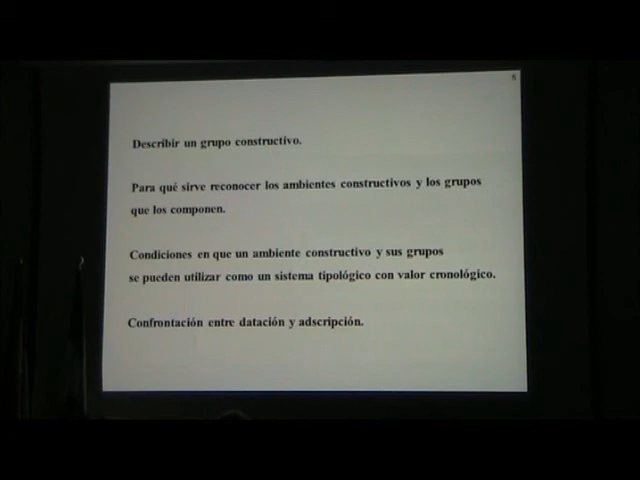 5
Describir un grupo constructivo.
Para qué sirve reconocer los ambientes constructivos y los grupos
que los componen.
Condiciones en que un ambiente constructivo y sus grupos
se pueden utilizar como un sistema tipológico con valor cronológico.
Confrontación entre datación y adscripción.